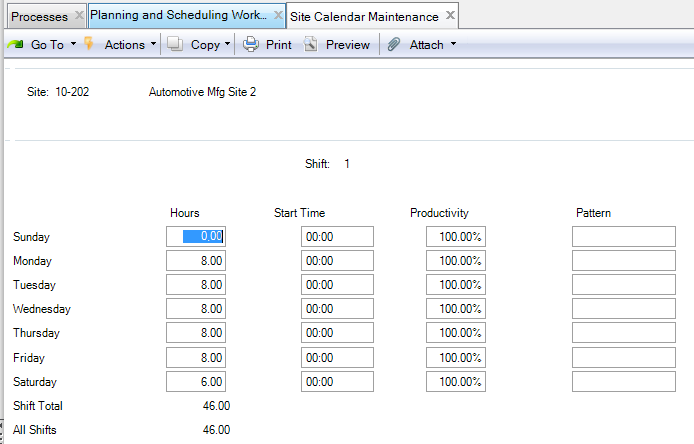 Processes Planning and Scheduling Work... Site Calendar Maintenance
Go To Actions Copy Print Preview Attach
Site: 10-202 Automotive Mfg Site 2
Shift: 1
Hours Start Time Productivity Pattern
Sunday 0.00 00:00 100.00%
Monday 8.00 00:00 100.00%
Tuesday 8.00 00:00 100.00%
Wednesday 8.00 00:00 100.00%
Thursday 8.00 00:00 100.00%
Friday 8.00 00:00 100.00%
Saturday 6.00 00:00 100.00%
Shift Total 46.00
All Shifts 46.00